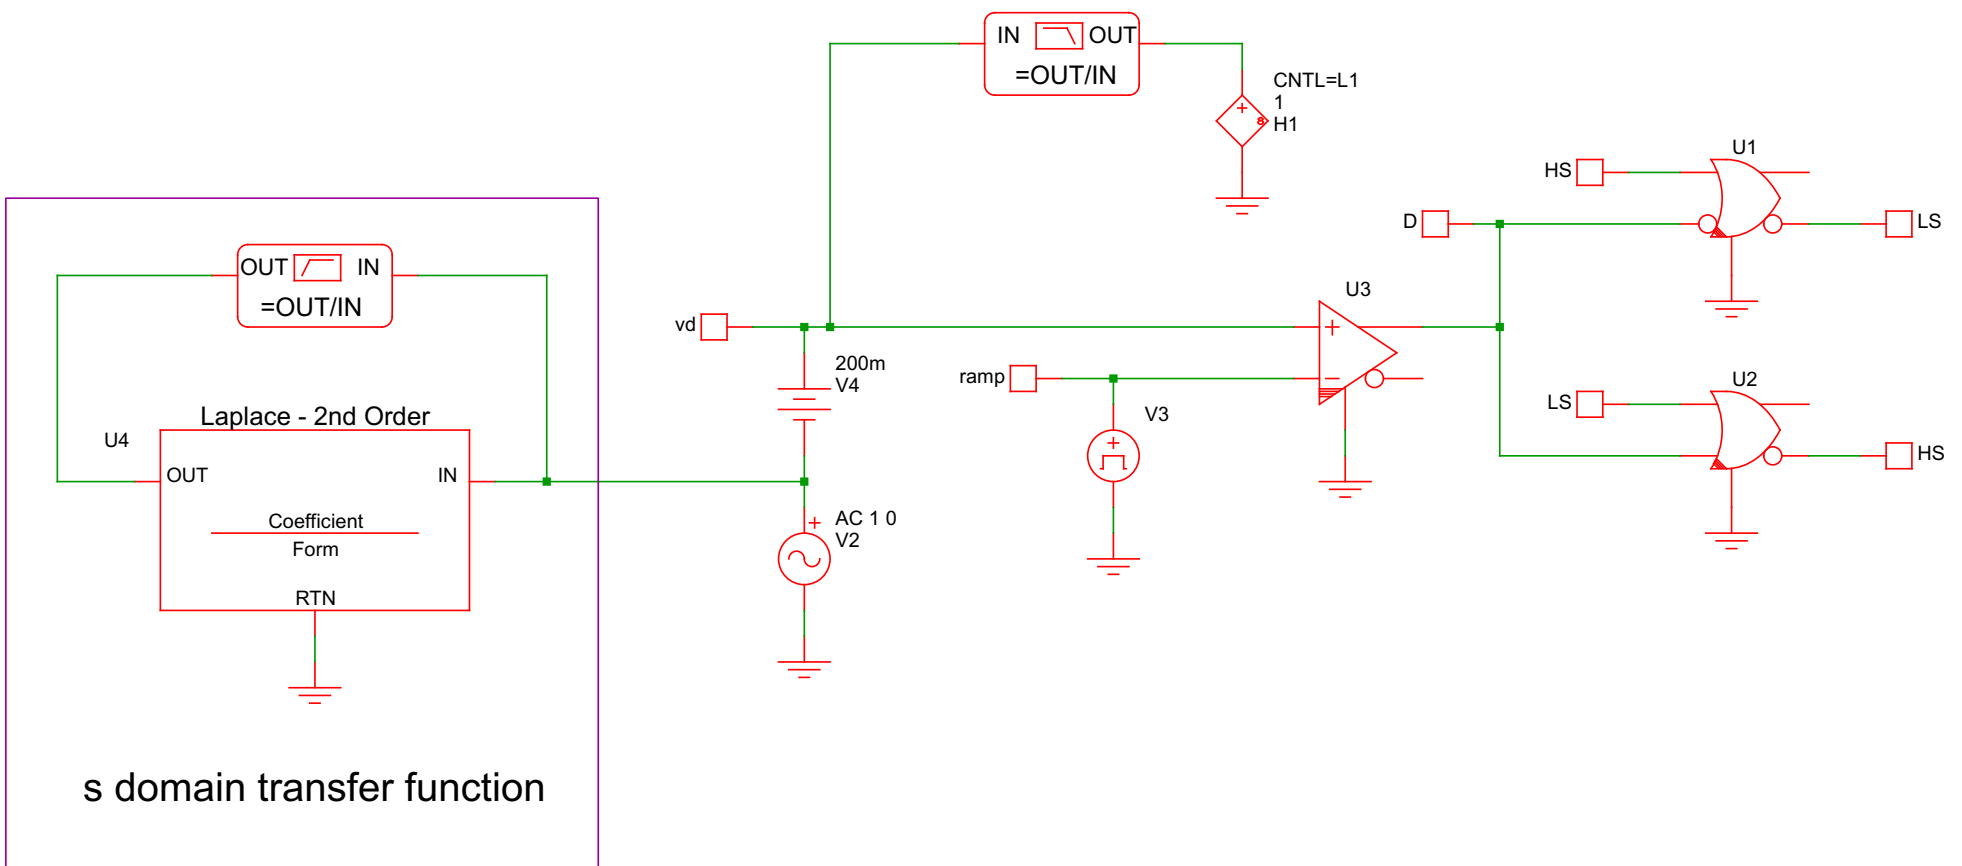 IN OUT
=OUT/IN
CNTL=L1
1
H1
U1
HS
D
LS
OUT IN
=OUT/IN
U3
vd
200m
V4
ramp
U2
LS
V3
HS
Laplace - 2nd Order
U4
OUT IN
AC 1 0
V2
Coefficient
Form
RTN
s domain transfer function